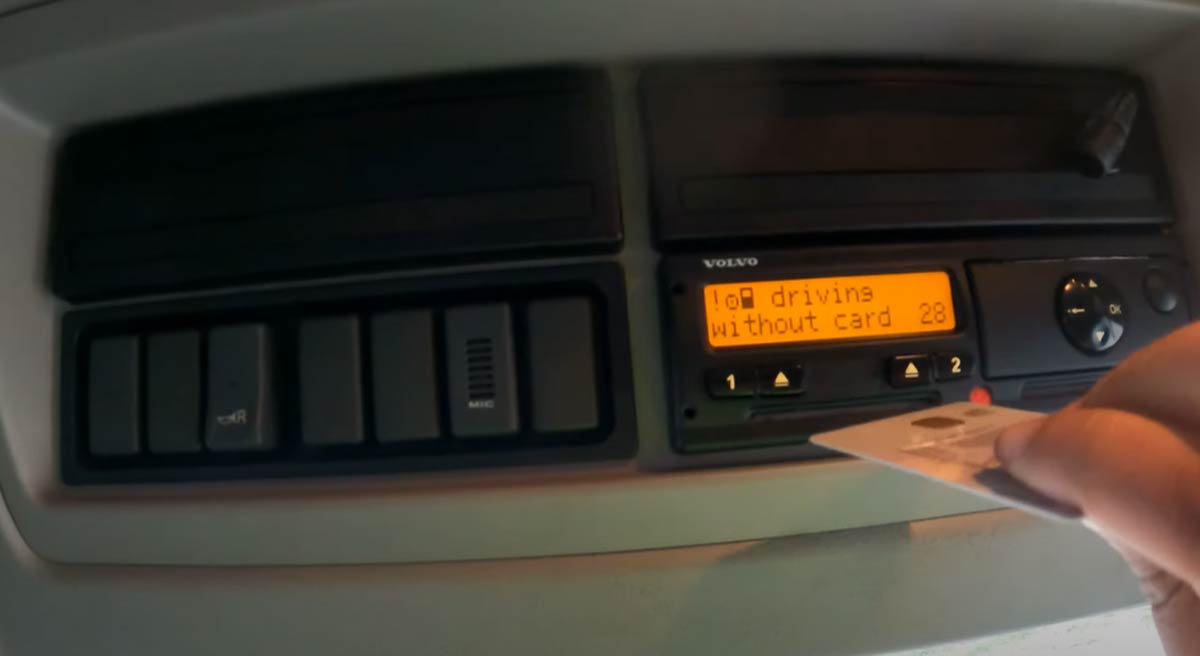 VOLVO
! driving
without card 28
1 2
OK
R
MIC